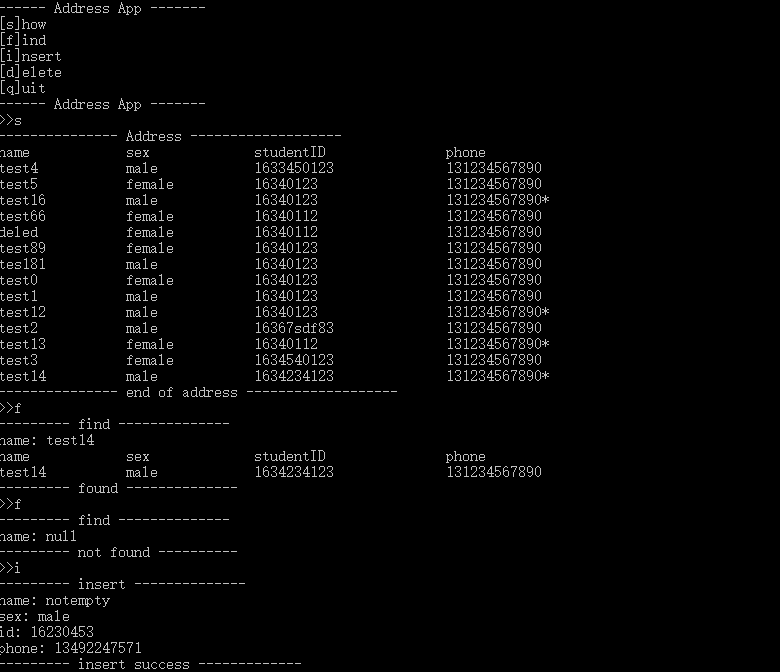 ------ Address App -------
[s]how
[f]ind
[i]nsert
[d]elete
[q]uit
------ Address App -------
>>s
--------------- Address -------------------
name sex studentID phone
test4 male 1633450123 131234567890
test5 female 16340123 131234567890
test16 male 16340123 131234567890*
test66 female 16340112 131234567890
deled female 16340112 131234567890
test89 female 16340123 131234567890
tesl81 male 16340123 131234567890
test0 female 16340123 131234567890
test1 male 16340123 131234567890
test12 male 16340123 131234567890*
test2 male 16367sdf83 131234567890
test13 female 16340112 131234567890*
test3 female 1634540123 131234567890
test14 male 1634234123 131234567890*
--------------- end of address -------------------
>>f
--------- find --------------
name: test14
name sex studentID phone
test14 male 1634234123 131234567890
--------- found --------------
>>f
--------- find --------------
name: null
--------- not found ----------
>>i
--------- insert --------------
name: notempty
sex: male
id: 16230453
phone: 13492247571
--------- insert success -------------